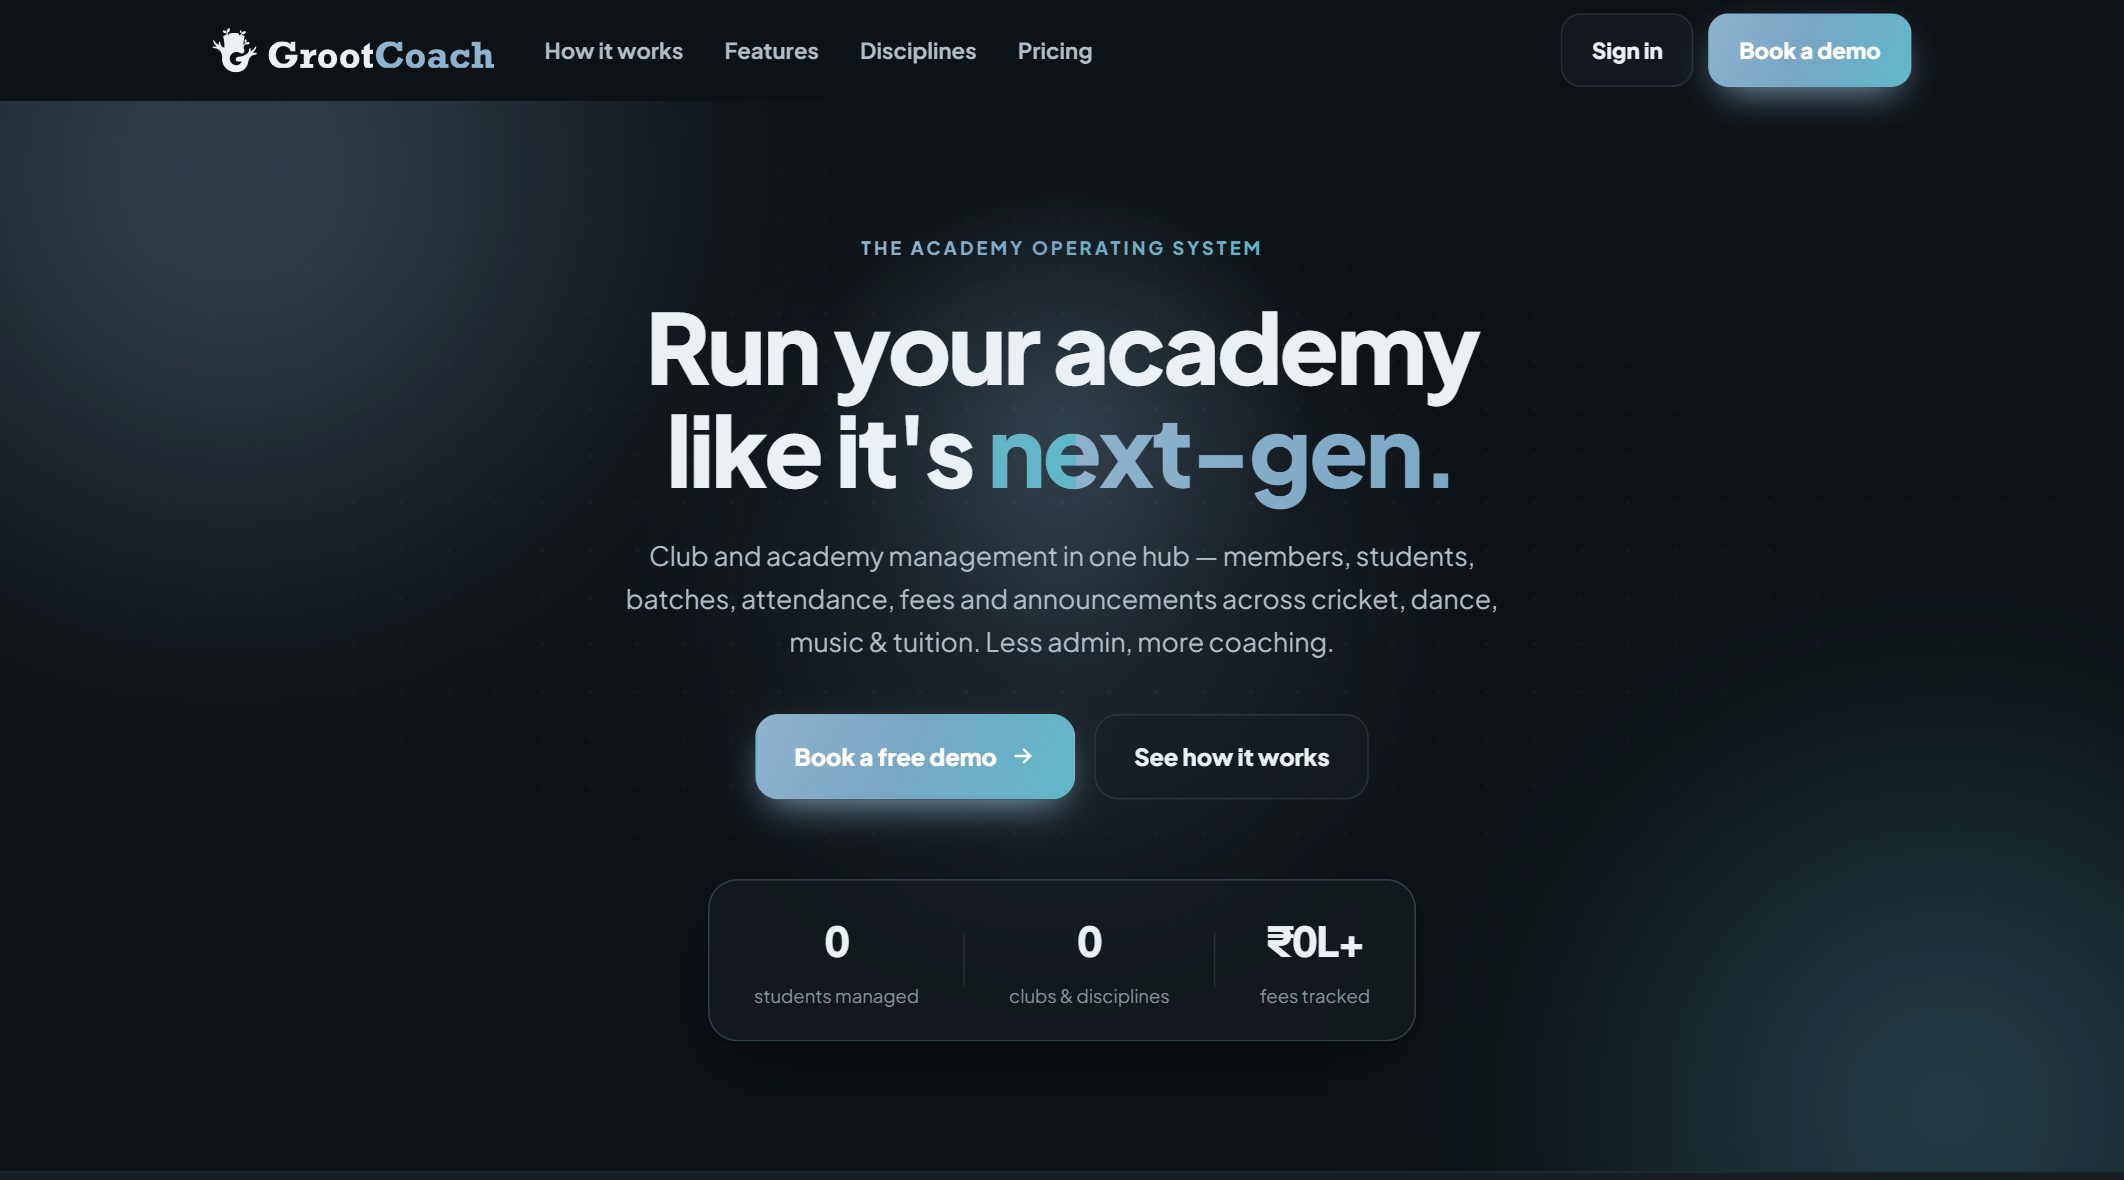 GrootCoach
How it works
Features
Disciplines
Pricing
Sign in
Book a demo
THE ACADEMY OPERATING SYSTEM
Run your academy
like it's next-gen.
Club and academy management in one hub — members, students,
batches, attendance, fees and announcements across cricket, dance,
music & tuition. Less admin, more coaching.
Book a free demo →
See how it works
0
students managed
0
clubs & disciplines
₹0L+
fees tracked